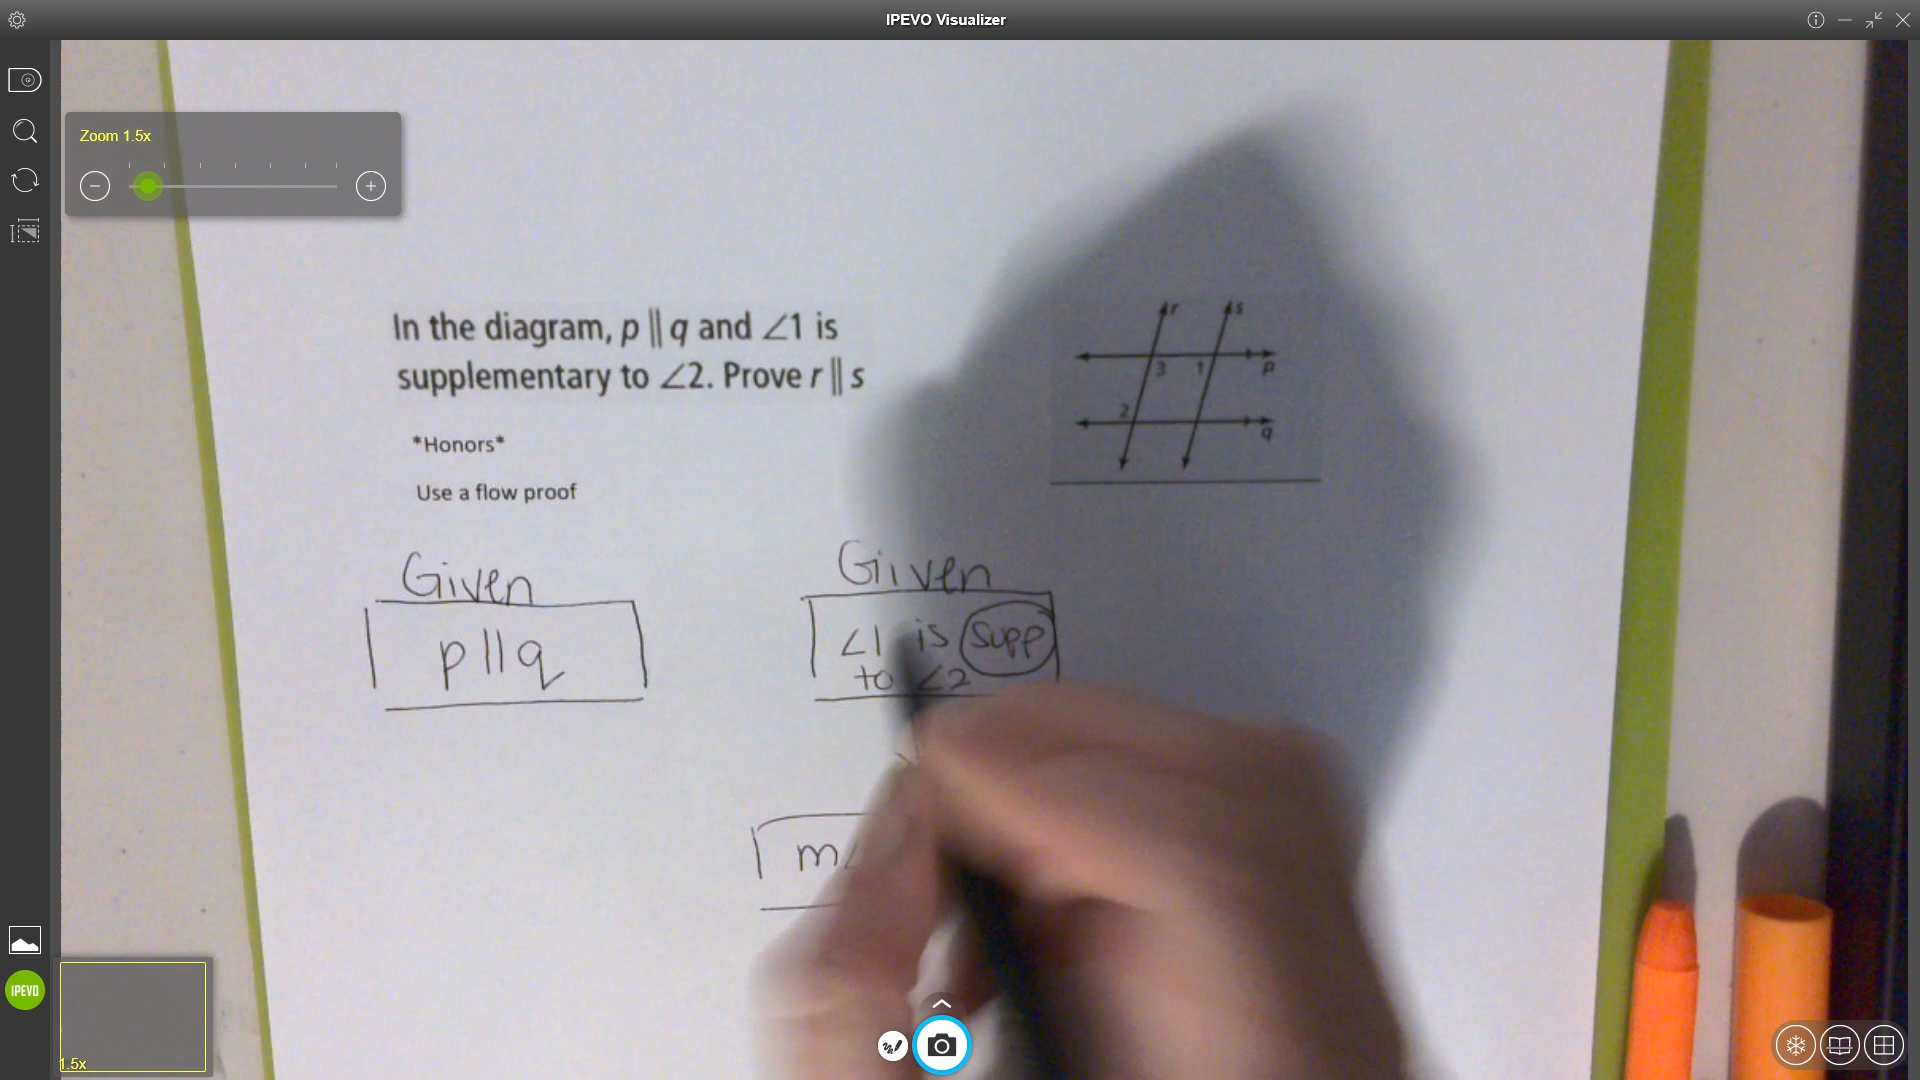 IPEVO Visualizer
Zoom 1.5x
In the diagram, p || q and ∠1 is
supplementary to ∠2. Prove r || s
*Honors*
Use a flow proof
r s
3 1 p
2
q
Given
p||q
Given
∠1 is supp
to ∠2
m∠
IPEVO
1.5x